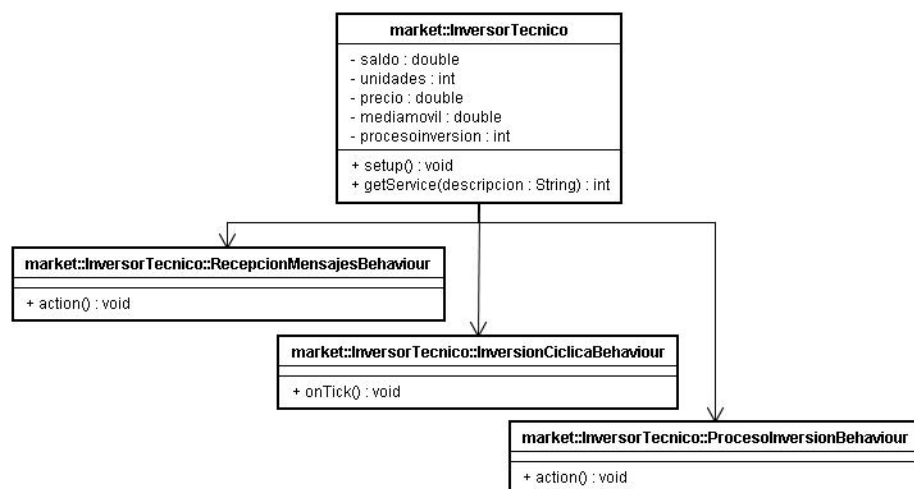 market::InversorTecnico
- saldo : double
- unidades : int
- precio : double
- mediamovil : double
- procesoinversion : int
+ setup() : void
+ getService(descripcion : String) : int
market::InversorTecnico::RecepcionMensajesBehaviour
+ action() : void
market::InversorTecnico::InversionCiclicaBehaviour
+ onTick() : void
market::InversorTecnico::ProcesoInversionBehaviour
+ action() : void